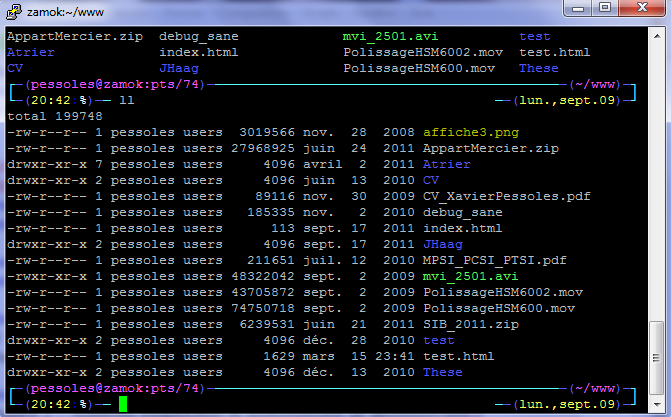 zamok:~/www
AppartMercier.zip debug_sane mvi_2501.avi test
Atrier index.html PolissageHSM6002.mov test.html
CV JHaag PolissageHSM600.mov These
(pessoles@zamok:pts/74) (~/www)
(20:42:%) ll (lun.,sept.09)
total 199748
-rw-r--r-- 1 pessoles users 3019566 nov. 28 2008 affiche3.png
-rw-r--r-- 1 pessoles users 27968925 juin 24 2011 AppartMercier.zip
drwxr-xr-x 7 pessoles users 4096 avril 2 2011 Atrier
drwxr-xr-x 2 pessoles users 4096 juin 13 2010 CV
-rw-r--r-- 1 pessoles users 89116 nov. 30 2009 CV_XavierPessoles.pdf
-rw-r--r-- 1 pessoles users 185335 nov. 2 2010 debug_sane
-rw-r--r-- 1 pessoles users 113 sept. 17 2011 index.html
drwxr-xr-x 2 pessoles users 4096 sept. 17 2011 JHaag
-rw-r--r-- 1 pessoles users 211651 juil. 12 2010 MPSI_PCSI_PTSI.pdf
-rw-r--r-- 1 pessoles users 48322042 sept. 2 2009 mvi_2501.avi
-rw-r--r-- 1 pessoles users 43705872 sept. 2 2009 PolissageHSM6002.mov
-rw-r--r-- 1 pessoles users 74750718 sept. 2 2009 PolissageHSM600.mov
-rw-r--r-- 1 pessoles users 6239531 juin 21 2011 SIB_2011.zip
drwxr-xr-x 2 pessoles users 4096 déc. 28 2010 test
-rw-r--r-- 1 pessoles users 1629 mars 15 23:41 test.html
drwxr-xr-x 2 pessoles users 4096 déc. 13 2010 These
(pessoles@zamok:pts/74) (~/www)
(20:42:%) (lun.,sept.09)